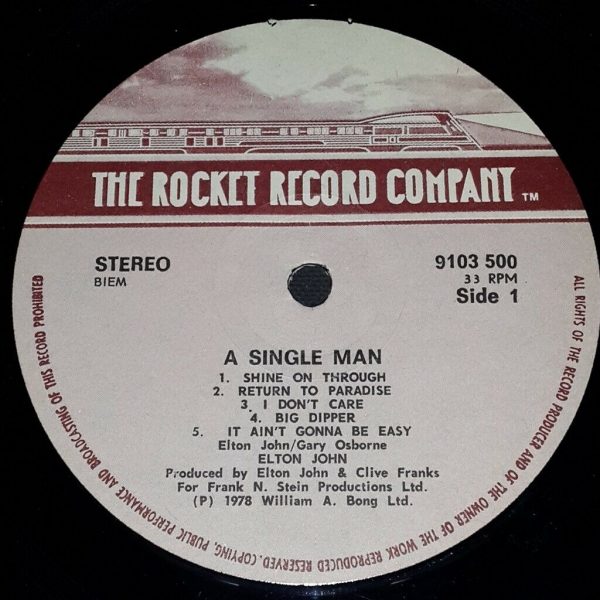 THE ROCKET RECORD COMPANY TM
STEREO
BIEM
9103 500
33 RPM
Side 1
A SINGLE MAN
1. SHINE ON THROUGH
2. RETURN TO PARADISE
3. I DON'T CARE
4. BIG DIPPER
5. IT AIN'T GONNA BE EASY
Elton John/Gary Osborne
ELTON JOHN
Produced by Elton John & Clive Franks
For Frank N. Stein Productions Ltd.
(P) 1978 William A. Bong Ltd.
ALL RIGHTS OF THE RECORD PRODUCER AND OF THE OWNER OF THE WORK REPRODUCED RESERVED. COPYING, PUBLIC PERFORMANCE AND BROADCASTING OF THIS RECORD PROHIBITED